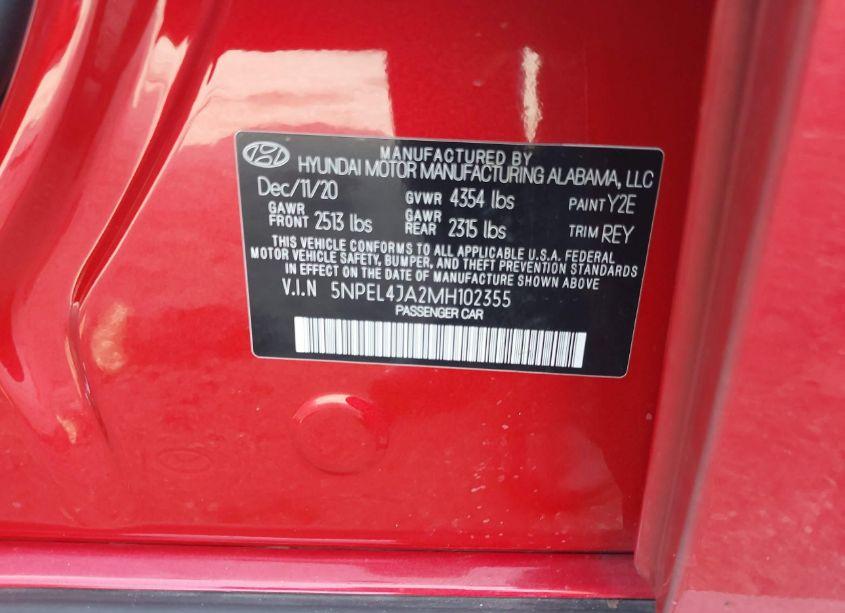 MANUFACTURED BY
HYUNDAI MOTOR MANUFACTURING ALABAMA, LLC
Dec/11/20 GVWR 4354 lbs PAINT Y2E
GAWR FRONT 2513 lbs GAWR REAR 2315 lbs TRIM REY
THIS VEHICLE CONFORMS TO ALL APPLICABLE U.S.A. FEDERAL
MOTOR VEHICLE SAFETY, BUMPER, AND THEFT PREVENTION STANDARDS
IN EFFECT ON THE DATE OF MANUFACTURE SHOWN ABOVE
V.I.N 5NPEL4JA2MH102355
PASSENGER CAR